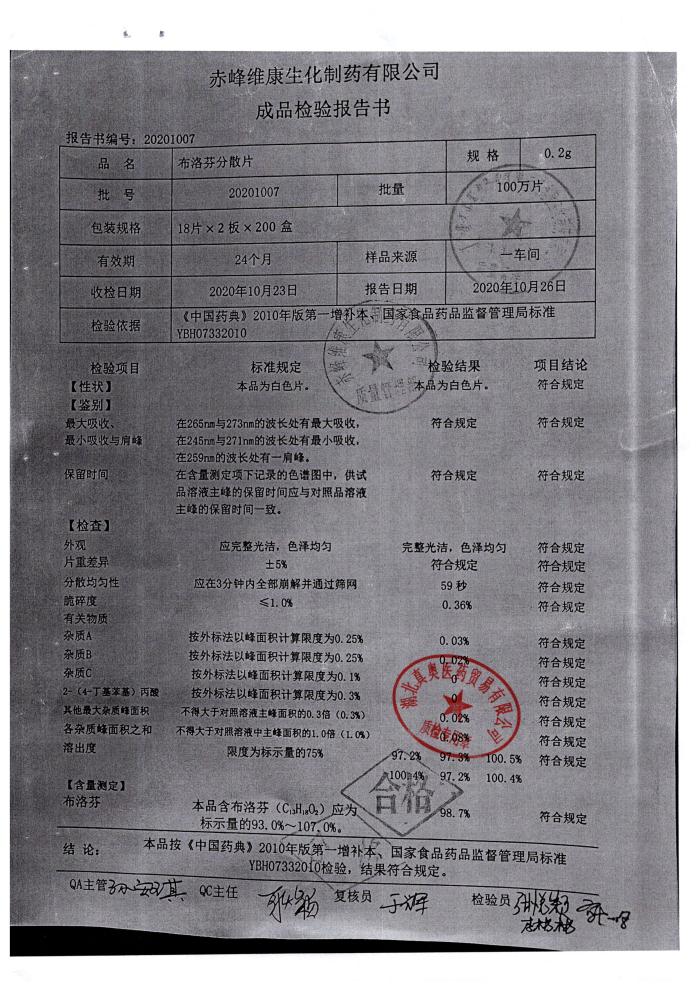 赤峰维康生化制药有限公司
成品检验报告书
报告书编号：20201007
品 名 布洛芬分散片 规 格 0.2g
批 号 20201007 批量 100万片
包装规格 18片×2 板×200 盒
有效期 24个月 样品来源 一车间
收检日期 2020年10月23日 报告日期 2020年10月26日
检验依据 《中国药典》2010年版第一增补本、国家食品药品监督管理局标准
YBH07332010
检验项目 标准规定 检验结果 项目结论
【性状】 本品为白色片。 本品为白色片。 符合规定
【鉴别】
最大吸收、 在265nm与273nm的波长处有最大吸收， 符合规定 符合规定
最小吸收与肩峰 在245nm与271nm的波长处有最小吸收，
在259nm的波长处有一肩峰。
保留时间 在含量测定项下记录的色谱图中，供试 符合规定 符合规定
品溶液主峰的保留时间应与对照品溶液
主峰的保留时间一致。
【检查】
外观 应完整光洁，色泽均匀 完整光洁，色泽均匀 符合规定
片重差异 ±5% 符合规定 符合规定
分散均匀性 应在3分钟内全部崩解并通过筛网 59 秒 符合规定
脆碎度 ≤1.0% 0.36% 符合规定
有关物质
杂质A 按外标法以峰面积计算限度为0.25% 0.03% 符合规定
杂质B 按外标法以峰面积计算限度为0.25% 0.02% 符合规定
杂质C 按外标法以峰面积计算限度为0.1% 0 符合规定
2-（4-丁基苯基）丙酸 按外标法以峰面积计算限度为0.3% 0 符合规定
其他最大杂质峰面积 不得大于对照溶液主峰面积的0.3倍（0.3%） 0.02% 符合规定
各杂质峰面积之和 不得大于对照溶液中主峰面积的1.0倍（1.0%） 0.08% 符合规定
溶出度 限度为标示量的75% 97.2% 97.3% 100.5% 符合规定
100.4% 97.2% 100.4%
【含量测定】
布洛芬 本品含布洛芬（C₁₃H₁₈O₂）应为 98.7% 符合规定
标示量的93.0%～107.0%。
结 论： 本品按《中国药典》2010年版第一增补本、国家食品药品监督管理局标准
YBH07332010检验，结果符合规定。
QA主管 QC主任 复核员 于辉 检验员
质量管理部
湖北真奥医药贸易有限公司
质检专用章
合格